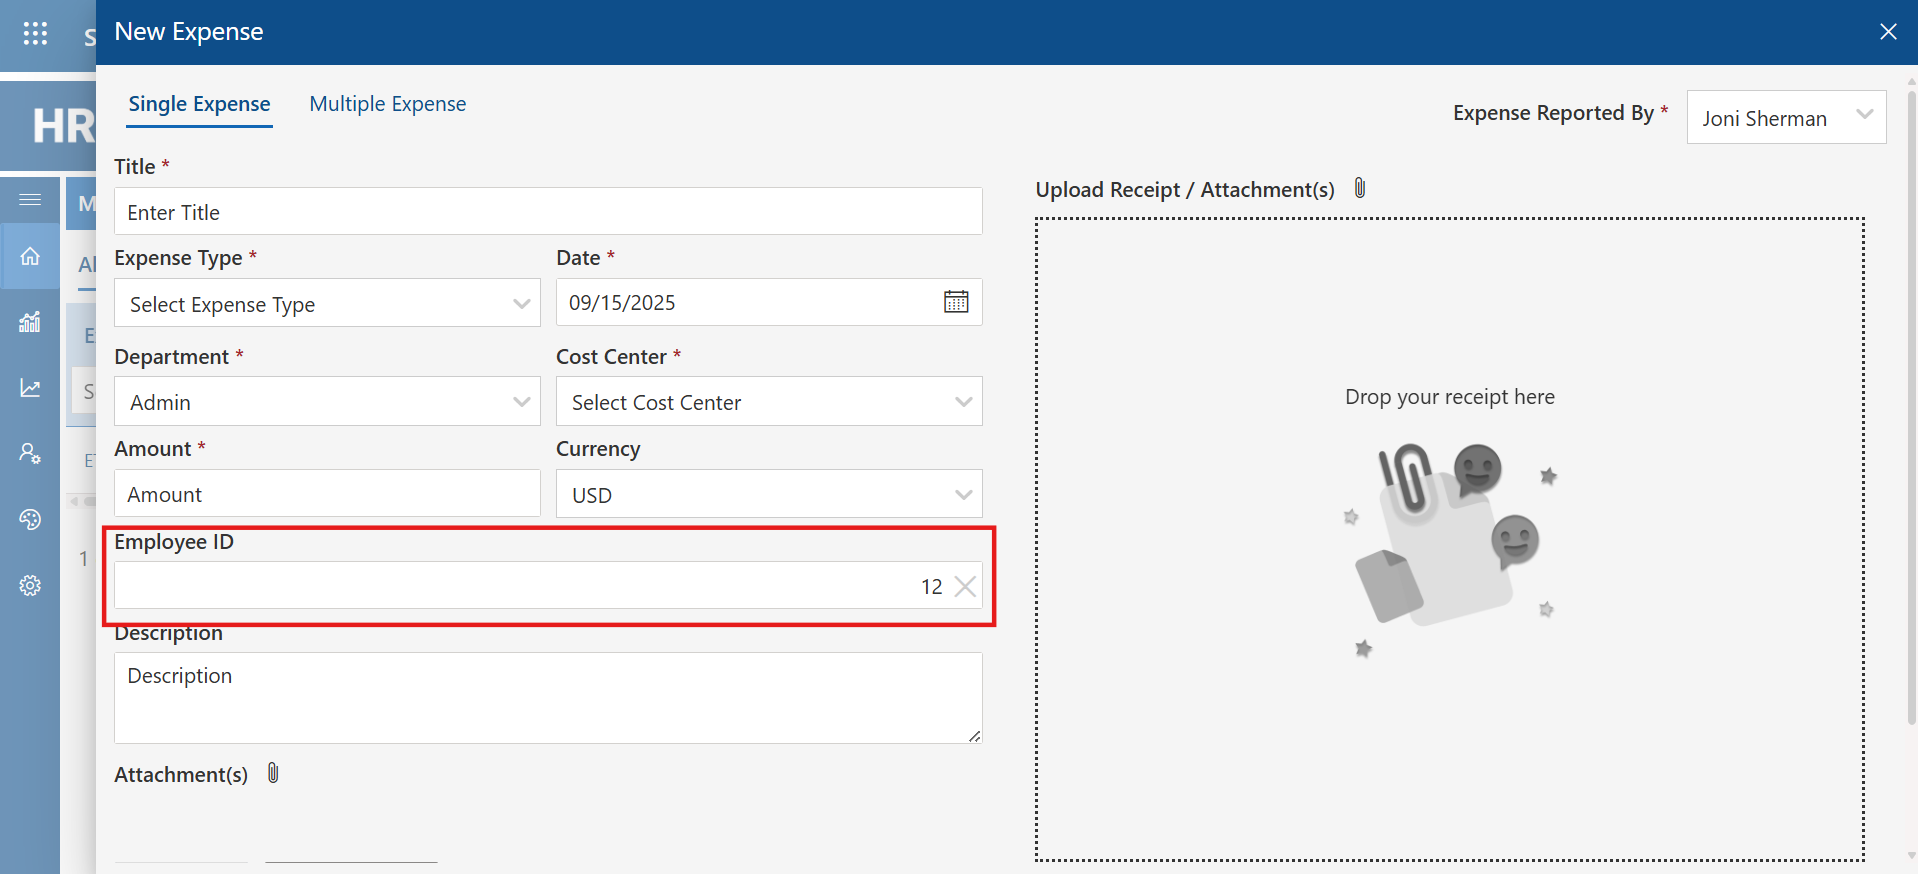 New Expense
HR
Single Expense
Multiple Expense
Expense Reported By *
Joni Sherman
Title *
Enter Title
Upload Receipt / Attachment(s)
Expense Type *
Date *
Select Expense Type
09/15/2025
Department *
Cost Center *
Admin
Select Cost Center
Drop your receipt here
Amount *
Currency
Amount
USD
Employee ID
12
1
Description
Description
Attachment(s)